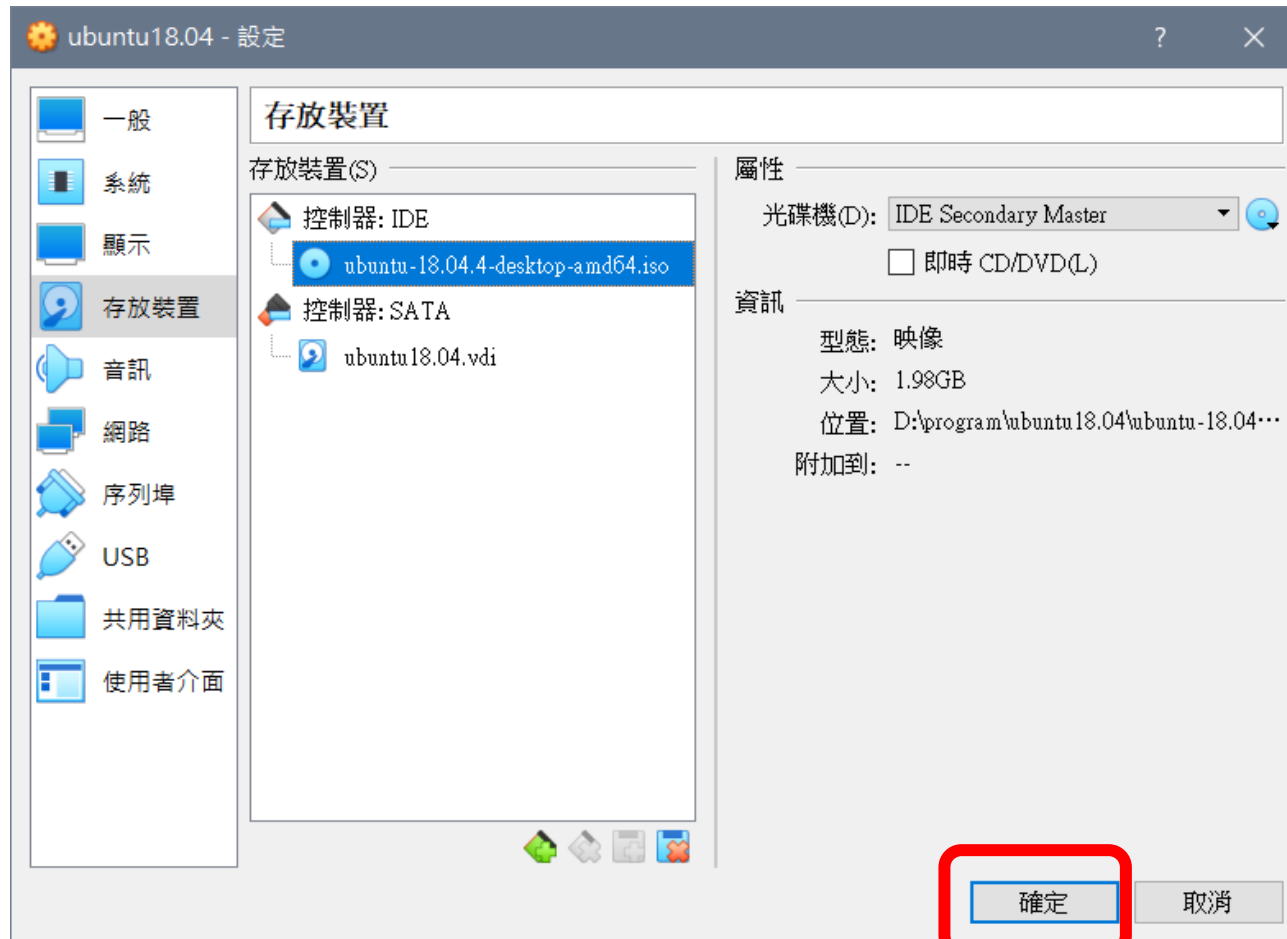 ubuntu18.04 - 設定
?
一般
系統
顯示
存放裝置
音訊
網路
序列埠
USB
共用資料夾
使用者介面
存放裝置
存放裝置(S)
控制器: IDE
ubuntu-18.04.4-desktop-amd64.iso
控制器: SATA
ubuntu18.04.vdi
屬性
光碟機(D): IDE Secondary Master
即時 CD/DVD(L)
資訊
型態: 映像
大小: 1.98GB
位置: D:\program\ubuntu18.04\ubuntu-18.04…
附加到: --
確定
取消